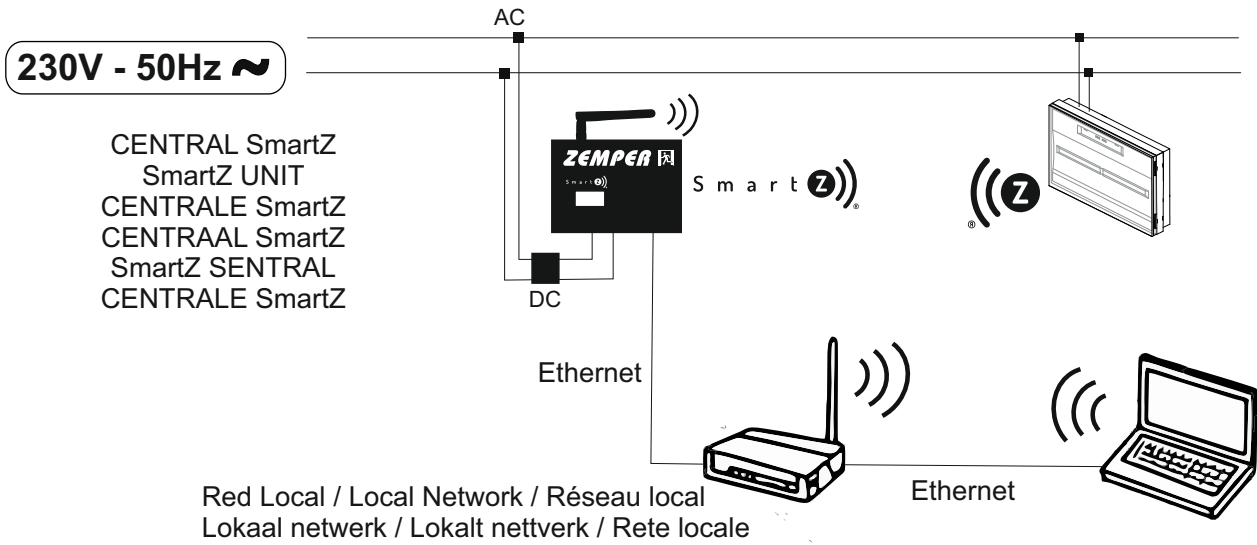 AC
230V - 50Hz ~
CENTRAL SmartZ
SmartZ UNIT
CENTRALE SmartZ
CENTRAAL SmartZ
SmartZ SENTRAL
CENTRALE SmartZ
ZEMPER
SmartZ
Smart Z ®
Z ®
DC
Ethernet
Ethernet
Red Local / Local Network / Réseau local
Lokaal netwerk / Lokalt nettverk / Rete locale